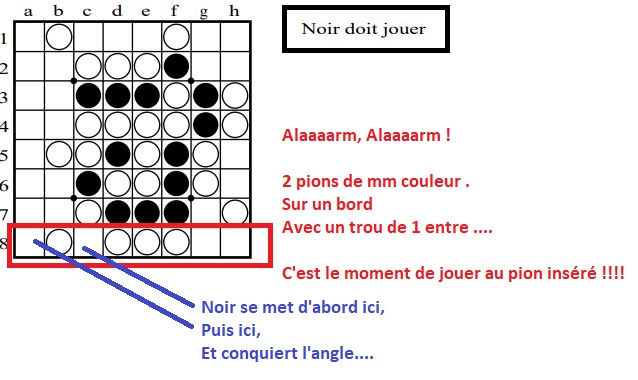 a b c d e f g h
Noir doit jouer
1
2
3
4
5
6
7
8
Alaaaarm, Alaaaarm !
2 pions de mm couleur .
Sur un bord
Avec un trou de 1 entre ....
C'est le moment de jouer au pion inséré !!!!
Noir se met d'abord ici,
Puis ici,
Et conquiert l'angle....